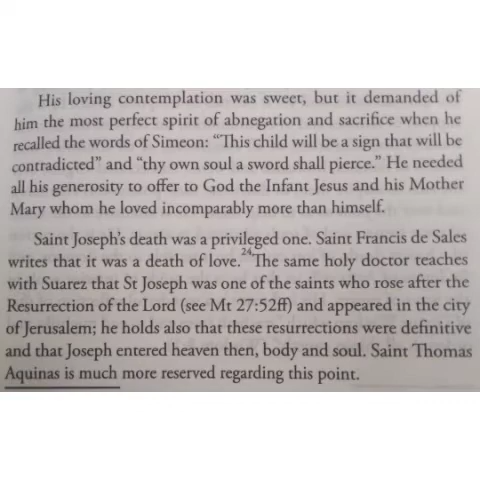 His loving contemplation was sweet, but it demanded of
him the most perfect spirit of abnegation and sacrifice when he
recalled the words of Simeon: “This child will be a sign that will be
contradicted” and “thy own soul a sword shall pierce.” He needed
all his generosity to offer to God the Infant Jesus and his Mother
Mary whom he loved incomparably more than himself.
Saint Joseph’s death was a privileged one. Saint Francis de Sales
writes that it was a death of love.24 The same holy doctor teaches
with Suarez that St Joseph was one of the saints who rose after the
Resurrection of the Lord (see Mt 27:52ff) and appeared in the city
of Jerusalem; he holds also that these resurrections were definitive
and that Joseph entered heaven then, body and soul. Saint Thomas
Aquinas is much more reserved regarding this point.